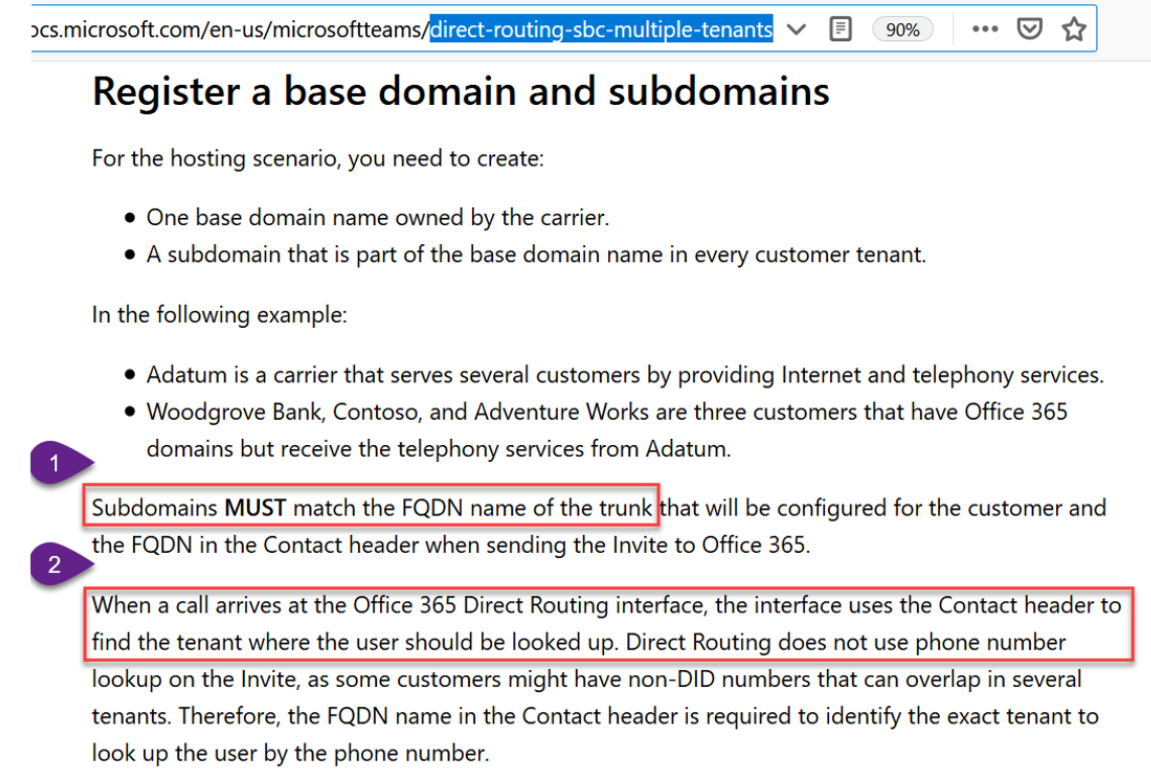 ocs.microsoft.com/en-us/microsoftteams/direct-routing-sbc-multiple-tenants 90%
Register a base domain and subdomains
For the hosting scenario, you need to create:
● One base domain name owned by the carrier.
● A subdomain that is part of the base domain name in every customer tenant.
In the following example:
● Adatum is a carrier that serves several customers by providing Internet and telephony services.
● Woodgrove Bank, Contoso, and Adventure Works are three customers that have Office 365
domains but receive the telephony services from Adatum.
1
Subdomains MUST match the FQDN name of the trunk that will be configured for the customer and
the FQDN in the Contact header when sending the Invite to Office 365.
2
When a call arrives at the Office 365 Direct Routing interface, the interface uses the Contact header to
find the tenant where the user should be looked up. Direct Routing does not use phone number
lookup on the Invite, as some customers might have non-DID numbers that can overlap in several
tenants. Therefore, the FQDN name in the Contact header is required to identify the exact tenant to
look up the user by the phone number.